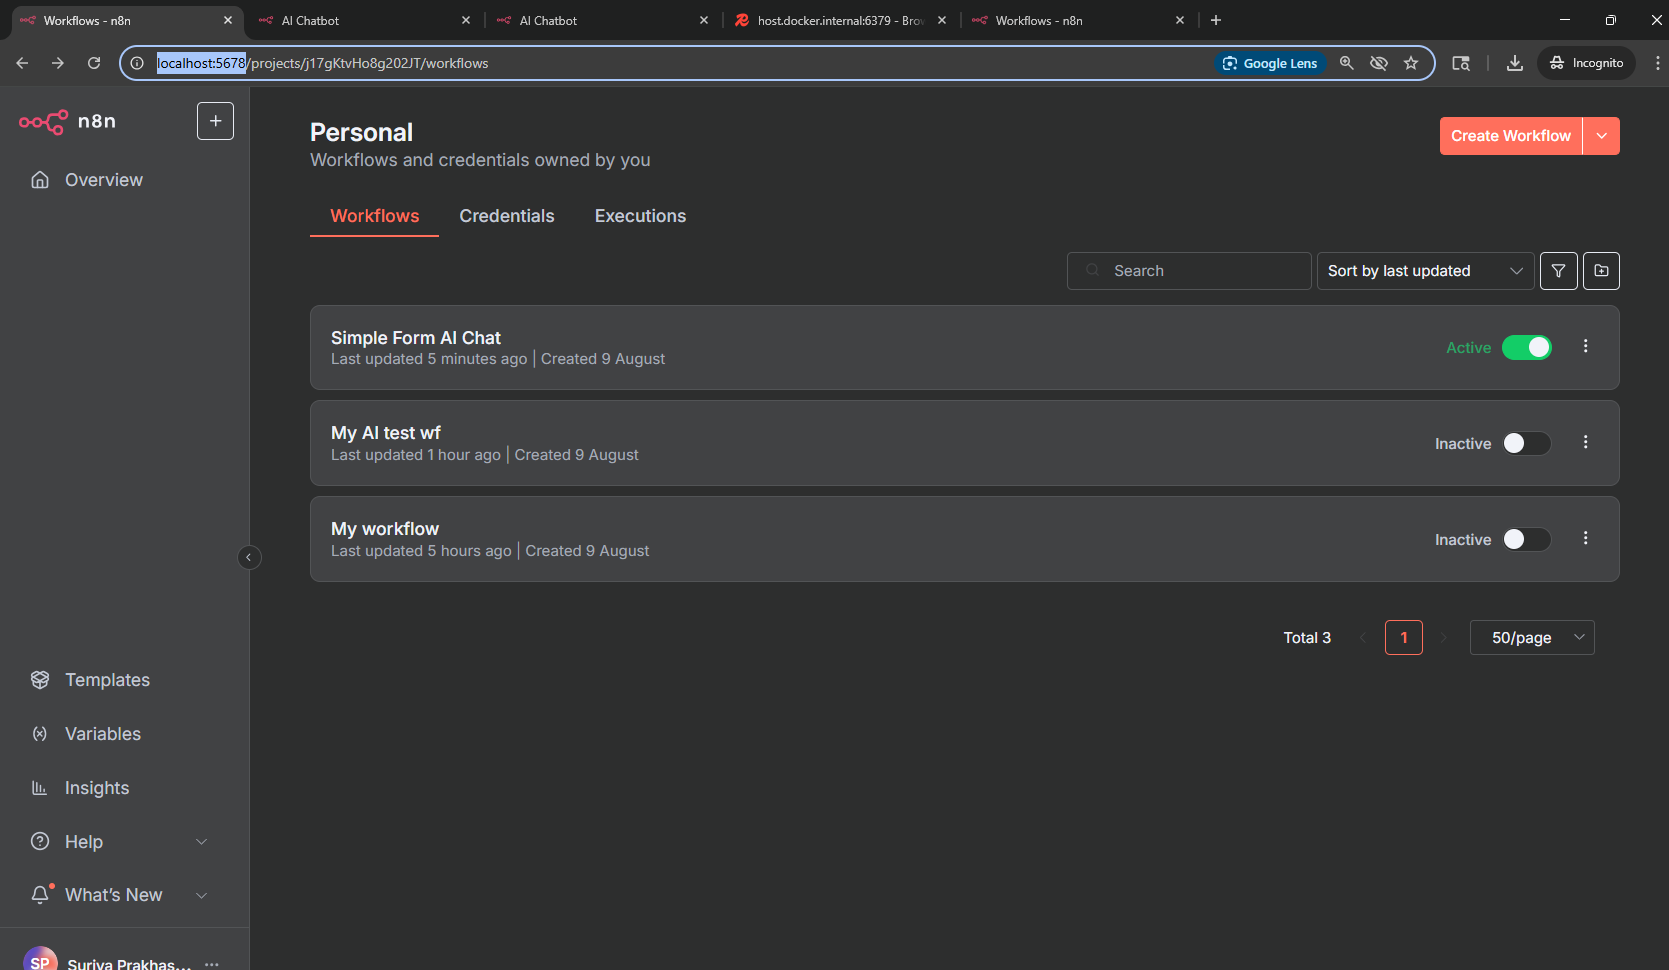 Workflows - n8n
AI Chatbot
AI Chatbot
host.docker.internal:6379 - Brow
Workflows - n8n
localhost:5678/projects/j17gKtvHo8g202JT/workflows
Google Lens
Incognito
n8n
Overview
Personal
Workflows and credentials owned by you
Create Workflow
Workflows
Credentials
Executions
Search
Sort by last updated
Simple Form AI Chat
Last updated 5 minutes ago | Created 9 August
Active
My AI test wf
Last updated 1 hour ago | Created 9 August
Inactive
My workflow
Last updated 5 hours ago | Created 9 August
Inactive
Total 3
1
50/page
Templates
Variables
Insights
Help
What's New
SP
Suriya Prakhas...